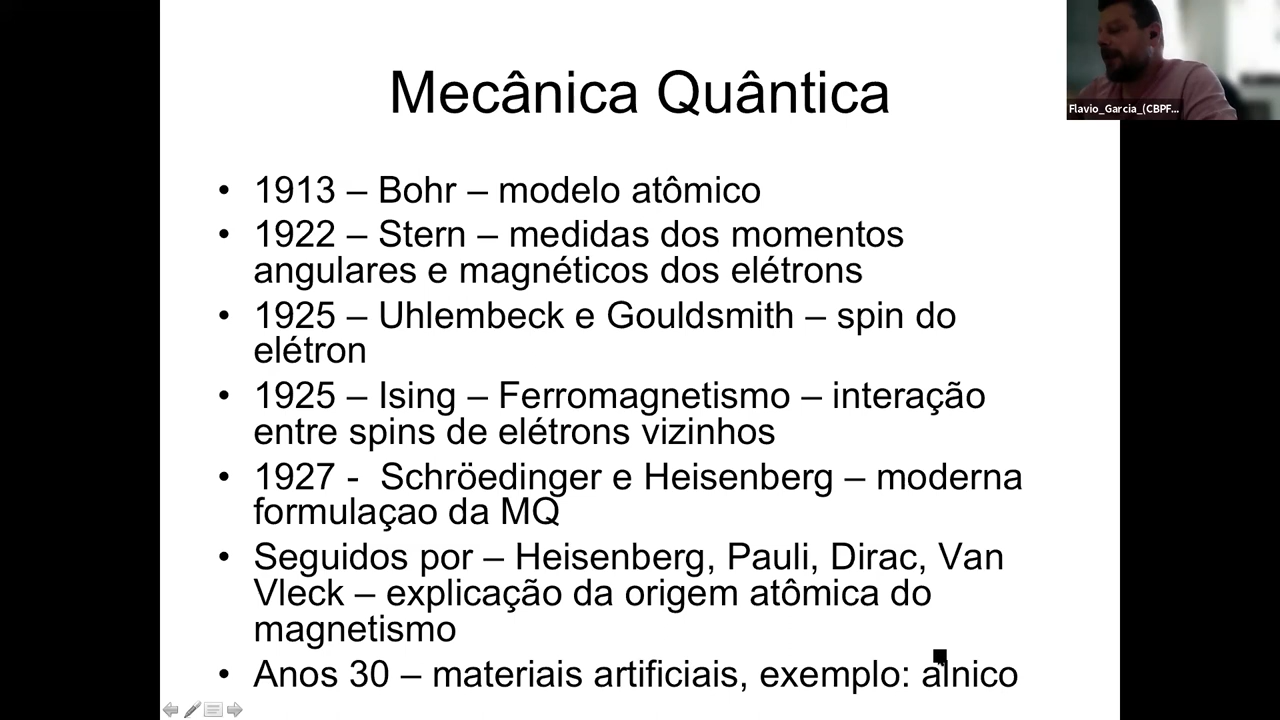 Mecânica Quântica
Flavio_Garcia_(CBPF...
• 1913 – Bohr – modelo atômico
• 1922 – Stern – medidas dos momentos
angulares e magnéticos dos elétrons
• 1925 – Uhlembeck e Gouldsmith – spin do
elétron
• 1925 – Ising – Ferromagnetismo – interação
entre spins de elétrons vizinhos
• 1927 - Schröedinger e Heisenberg – moderna
formulaçao da MQ
• Seguidos por – Heisenberg, Pauli, Dirac, Van
Vleck – explicação da origem atômica do
magnetismo
• Anos 30 – materiais artificiais, exemplo: alnico